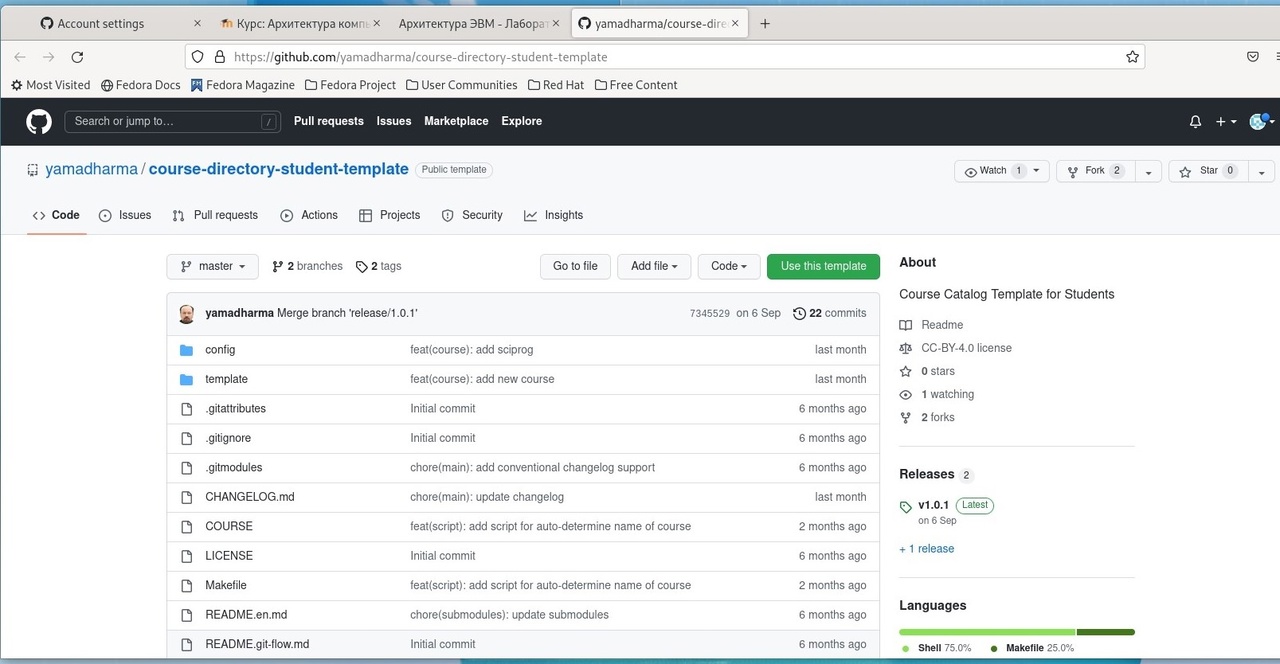 Account settings × Курс: Архитектура комп × Архитектура ЭВМ - Лаборат × yamadharma/course-dire × +
https://github.com/yamadharma/course-directory-student-template
Most Visited Fedora Docs Fedora Magazine Fedora Project User Communities Red Hat Free Content
Search or jump to… / Pull requests Issues Marketplace Explore
yamadharma / course-directory-student-template Public template Watch 1 Fork 2 Star 0
Code Issues Pull requests Actions Projects Security Insights
master 2 branches 2 tags Go to file Add file Code Use this template
yamadharma Merge branch 'release/1.0.1' 7345529 on 6 Sep 22 commits
config feat(course): add sciprog last month
template feat(course): add new course last month
.gitattributes Initial commit 6 months ago
.gitignore Initial commit 6 months ago
.gitmodules chore(main): add conventional changelog support 6 months ago
CHANGELOG.md chore(main): update changelog last month
COURSE feat(script): add script for auto-determine name of course 2 months ago
LICENSE Initial commit 6 months ago
Makefile feat(script): add script for auto-determine name of course 2 months ago
README.en.md chore(submodules): update submodules 6 months ago
README.git-flow.md Initial commit 6 months ago
About
Course Catalog Template for Students
Readme
CC-BY-4.0 license
0 stars
1 watching
2 forks
Releases 2
v1.0.1 Latest
on 6 Sep
+ 1 release
Languages
Shell 75.0% Makefile 25.0%